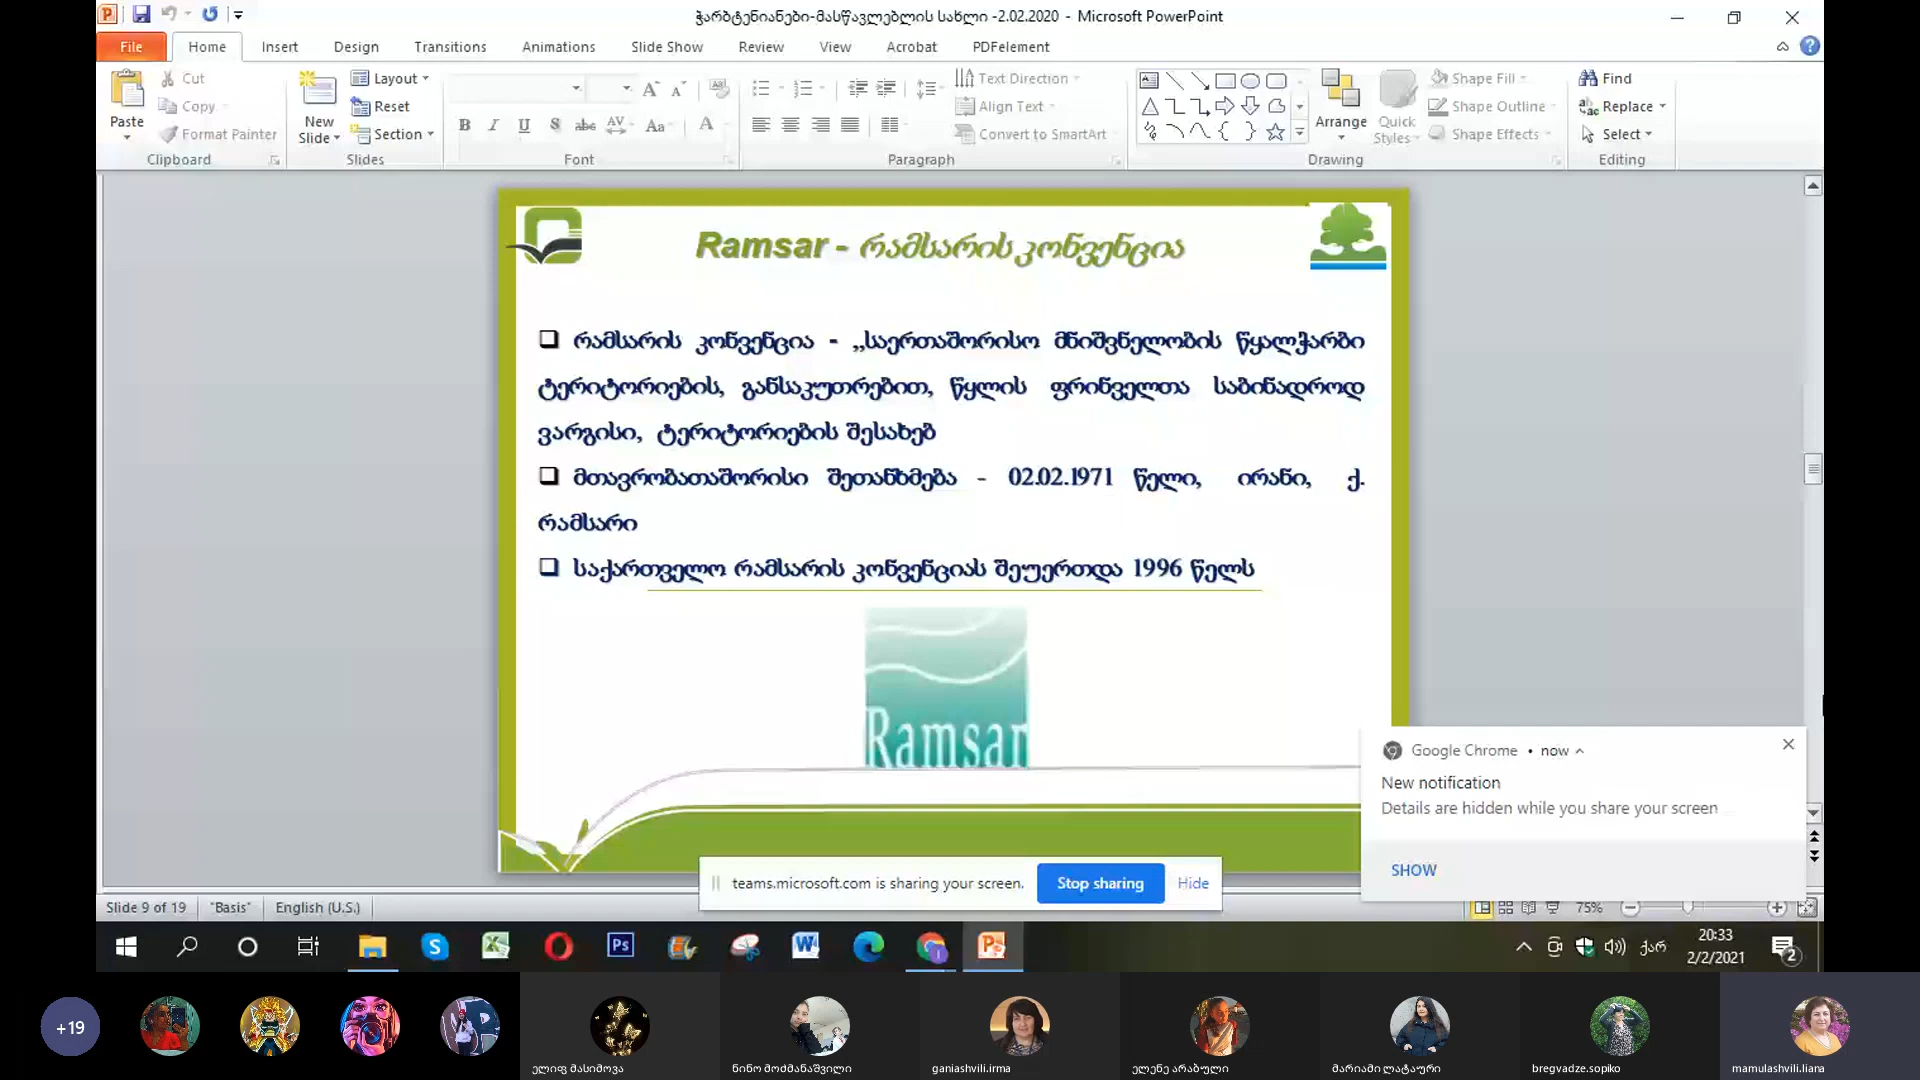 ჭარბტენიანები-მასწავლებლის სახლი -2.02.2020 - Microsoft PowerPoint
File Home Insert Design Transitions Animations Slide Show Review View Acrobat PDFelement
Paste
Cut
Copy
Format Painter
Clipboard
New Slide
Layout
Reset
Section
Slides
Font
Text Direction
Align Text
Convert to SmartArt
Paragraph
Arrange
Quick Styles
Shape Fill
Shape Outline
Shape Effects
Drawing
Find
Replace
Select
Editing
Ramsar - რამსარის კონვენცია
❑ რამსარის კონვენცია - „საერთაშორისო მნიშვნელობის წყალჭარბი
ტერიტორიების, განსაკუთრებით, წყლის ფრინველთა საბინადროდ
ვარგისი, ტერიტორიების შესახებ
❑ მთავრობათაშორისი შეთანხმება - 02.02.1971 წელი, ირანი, ქ.
რამსარი
❑ საქართველო რამსარის კონვენციას შეუერთდა 1996 წელს
Ramsar
Google Chrome • now
New notification
Details are hidden while you share your screen
SHOW
teams.microsoft.com is sharing your screen. Stop sharing Hide
Slide 9 of 19 "Basis" English (U.S.) 75%
ქარ 20:33
2/2/2021
2
+19
ელიფ მასიმოვა
ნინო მოძმანაშვილი
ganiashvili.irma
ელენე არაბული
მარიამი ლატაური
bregvadze.sopiko
mamulashvili.liana